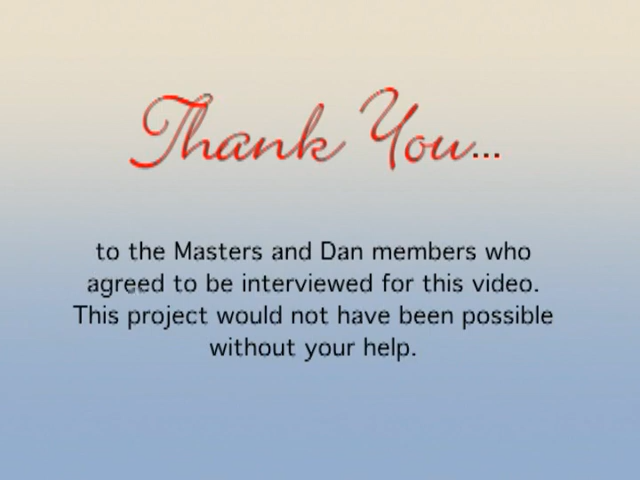 Thank You...
to the Masters and Dan members who
agreed to be interviewed for this video.
This project would not have been possible
without your help.